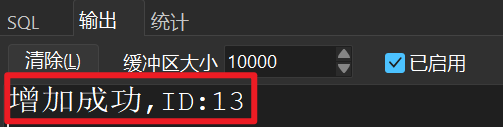 SQL 输出 统计
清除(L) 缓冲区大小 10000 已启用
增加成功,ID:13